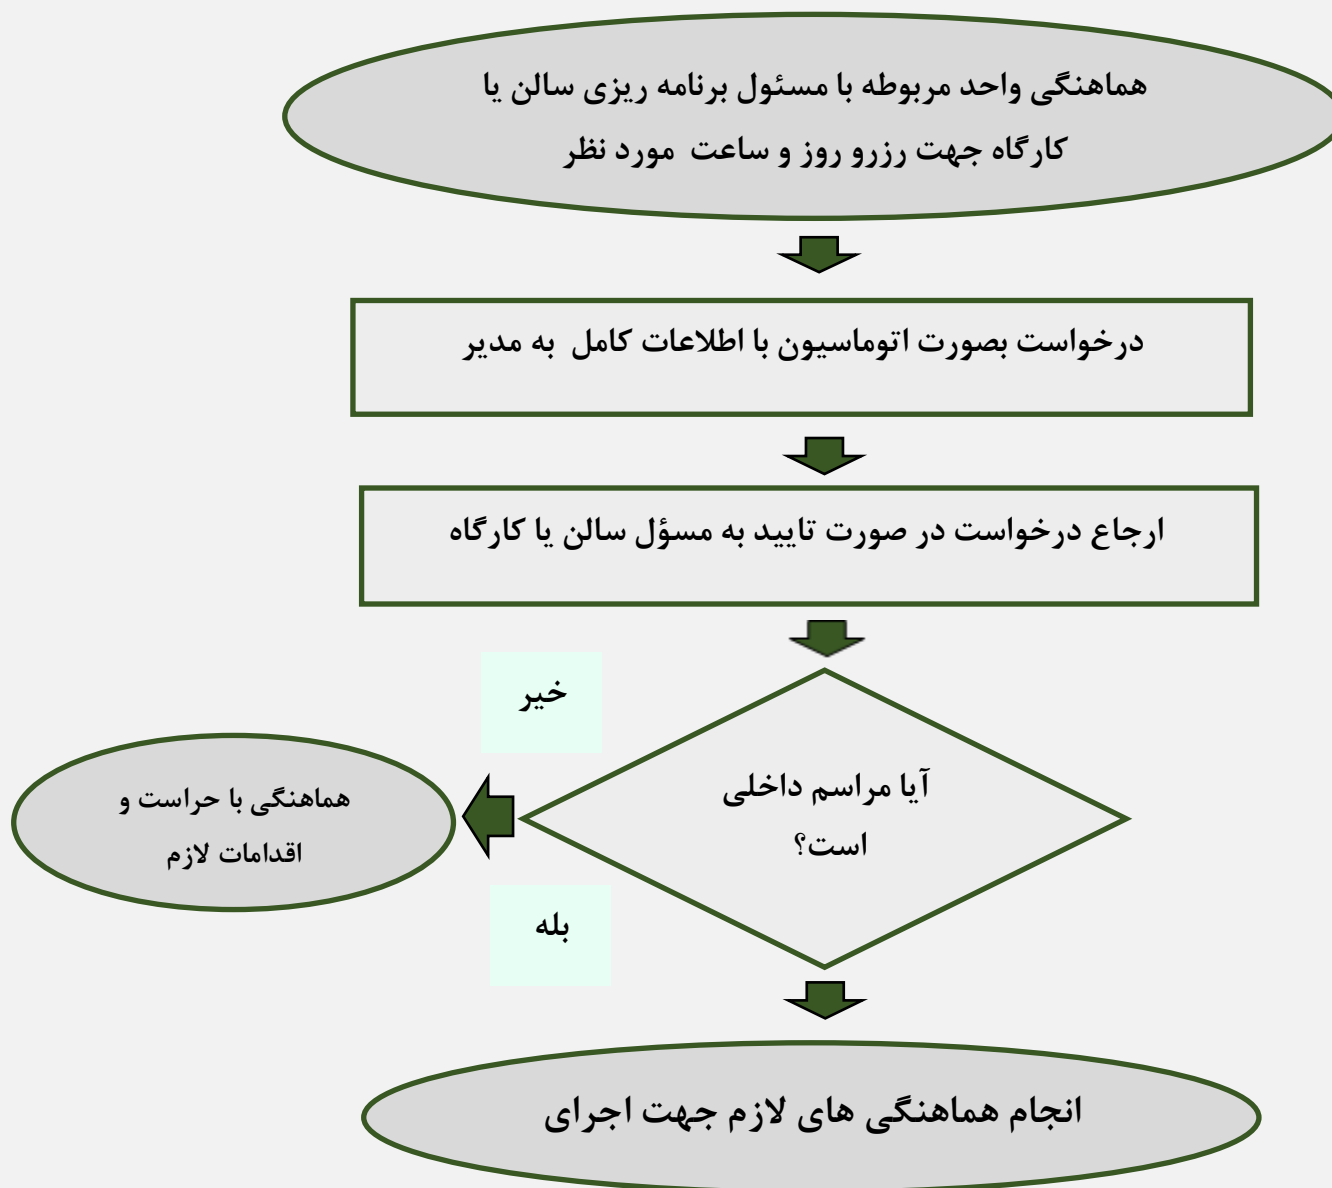 هماهنگی واحد مربوطه با مسئول برنامه ریزی سالن یا
کارگاه جهت رزرو روز و ساعت مورد نظر
درخواست بصورت اتوماسیون با اطلاعات کامل به مدیر
ارجاع درخواست در صورت تایید به مسؤل سالن یا کارگاه
خیر
آیا مراسم داخلی
است؟
هماهنگی با حراست و
اقدامات لازم
بله
انجام هماهنگی های لازم جهت اجرای